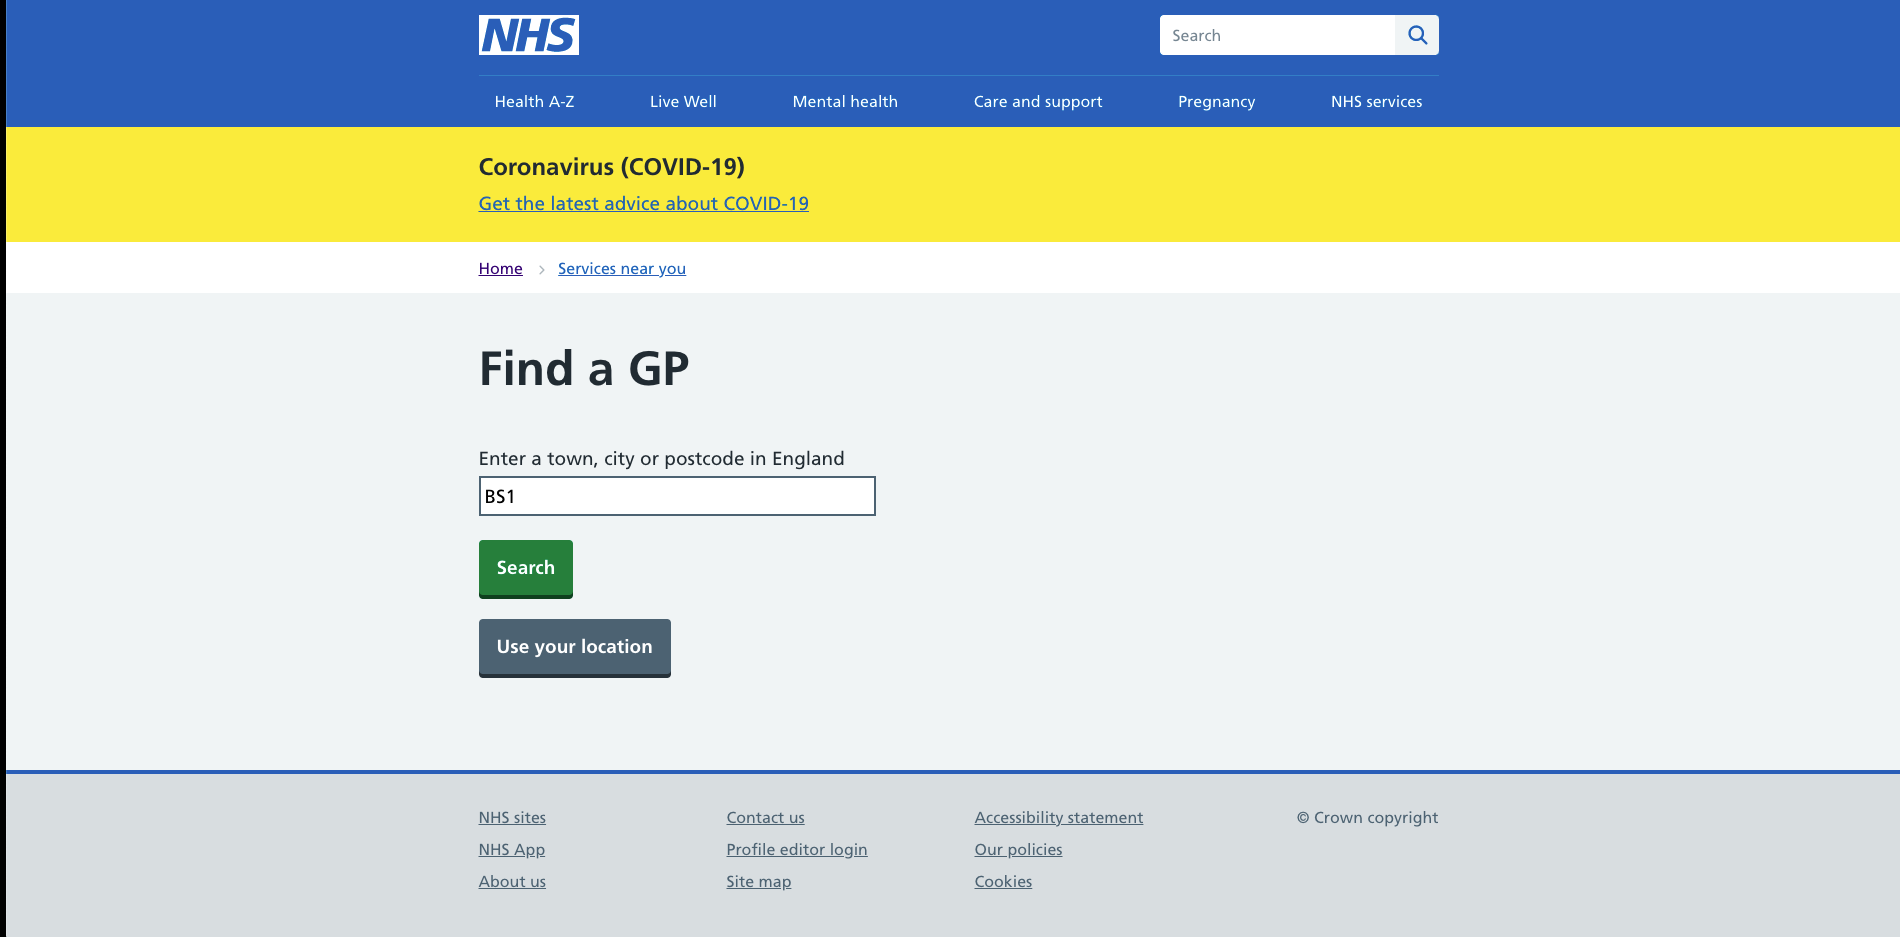 NHS
Search
Health A-Z
Live Well
Mental health
Care and support
Pregnancy
NHS services
Coronavirus (COVID-19)
Get the latest advice about COVID-19
Home
Services near you
Find a GP
Enter a town, city or postcode in England
BS1
Search
Use your location
NHS sites
NHS App
About us
Contact us
Profile editor login
Site map
Accessibility statement
Our policies
Cookies
© Crown copyright